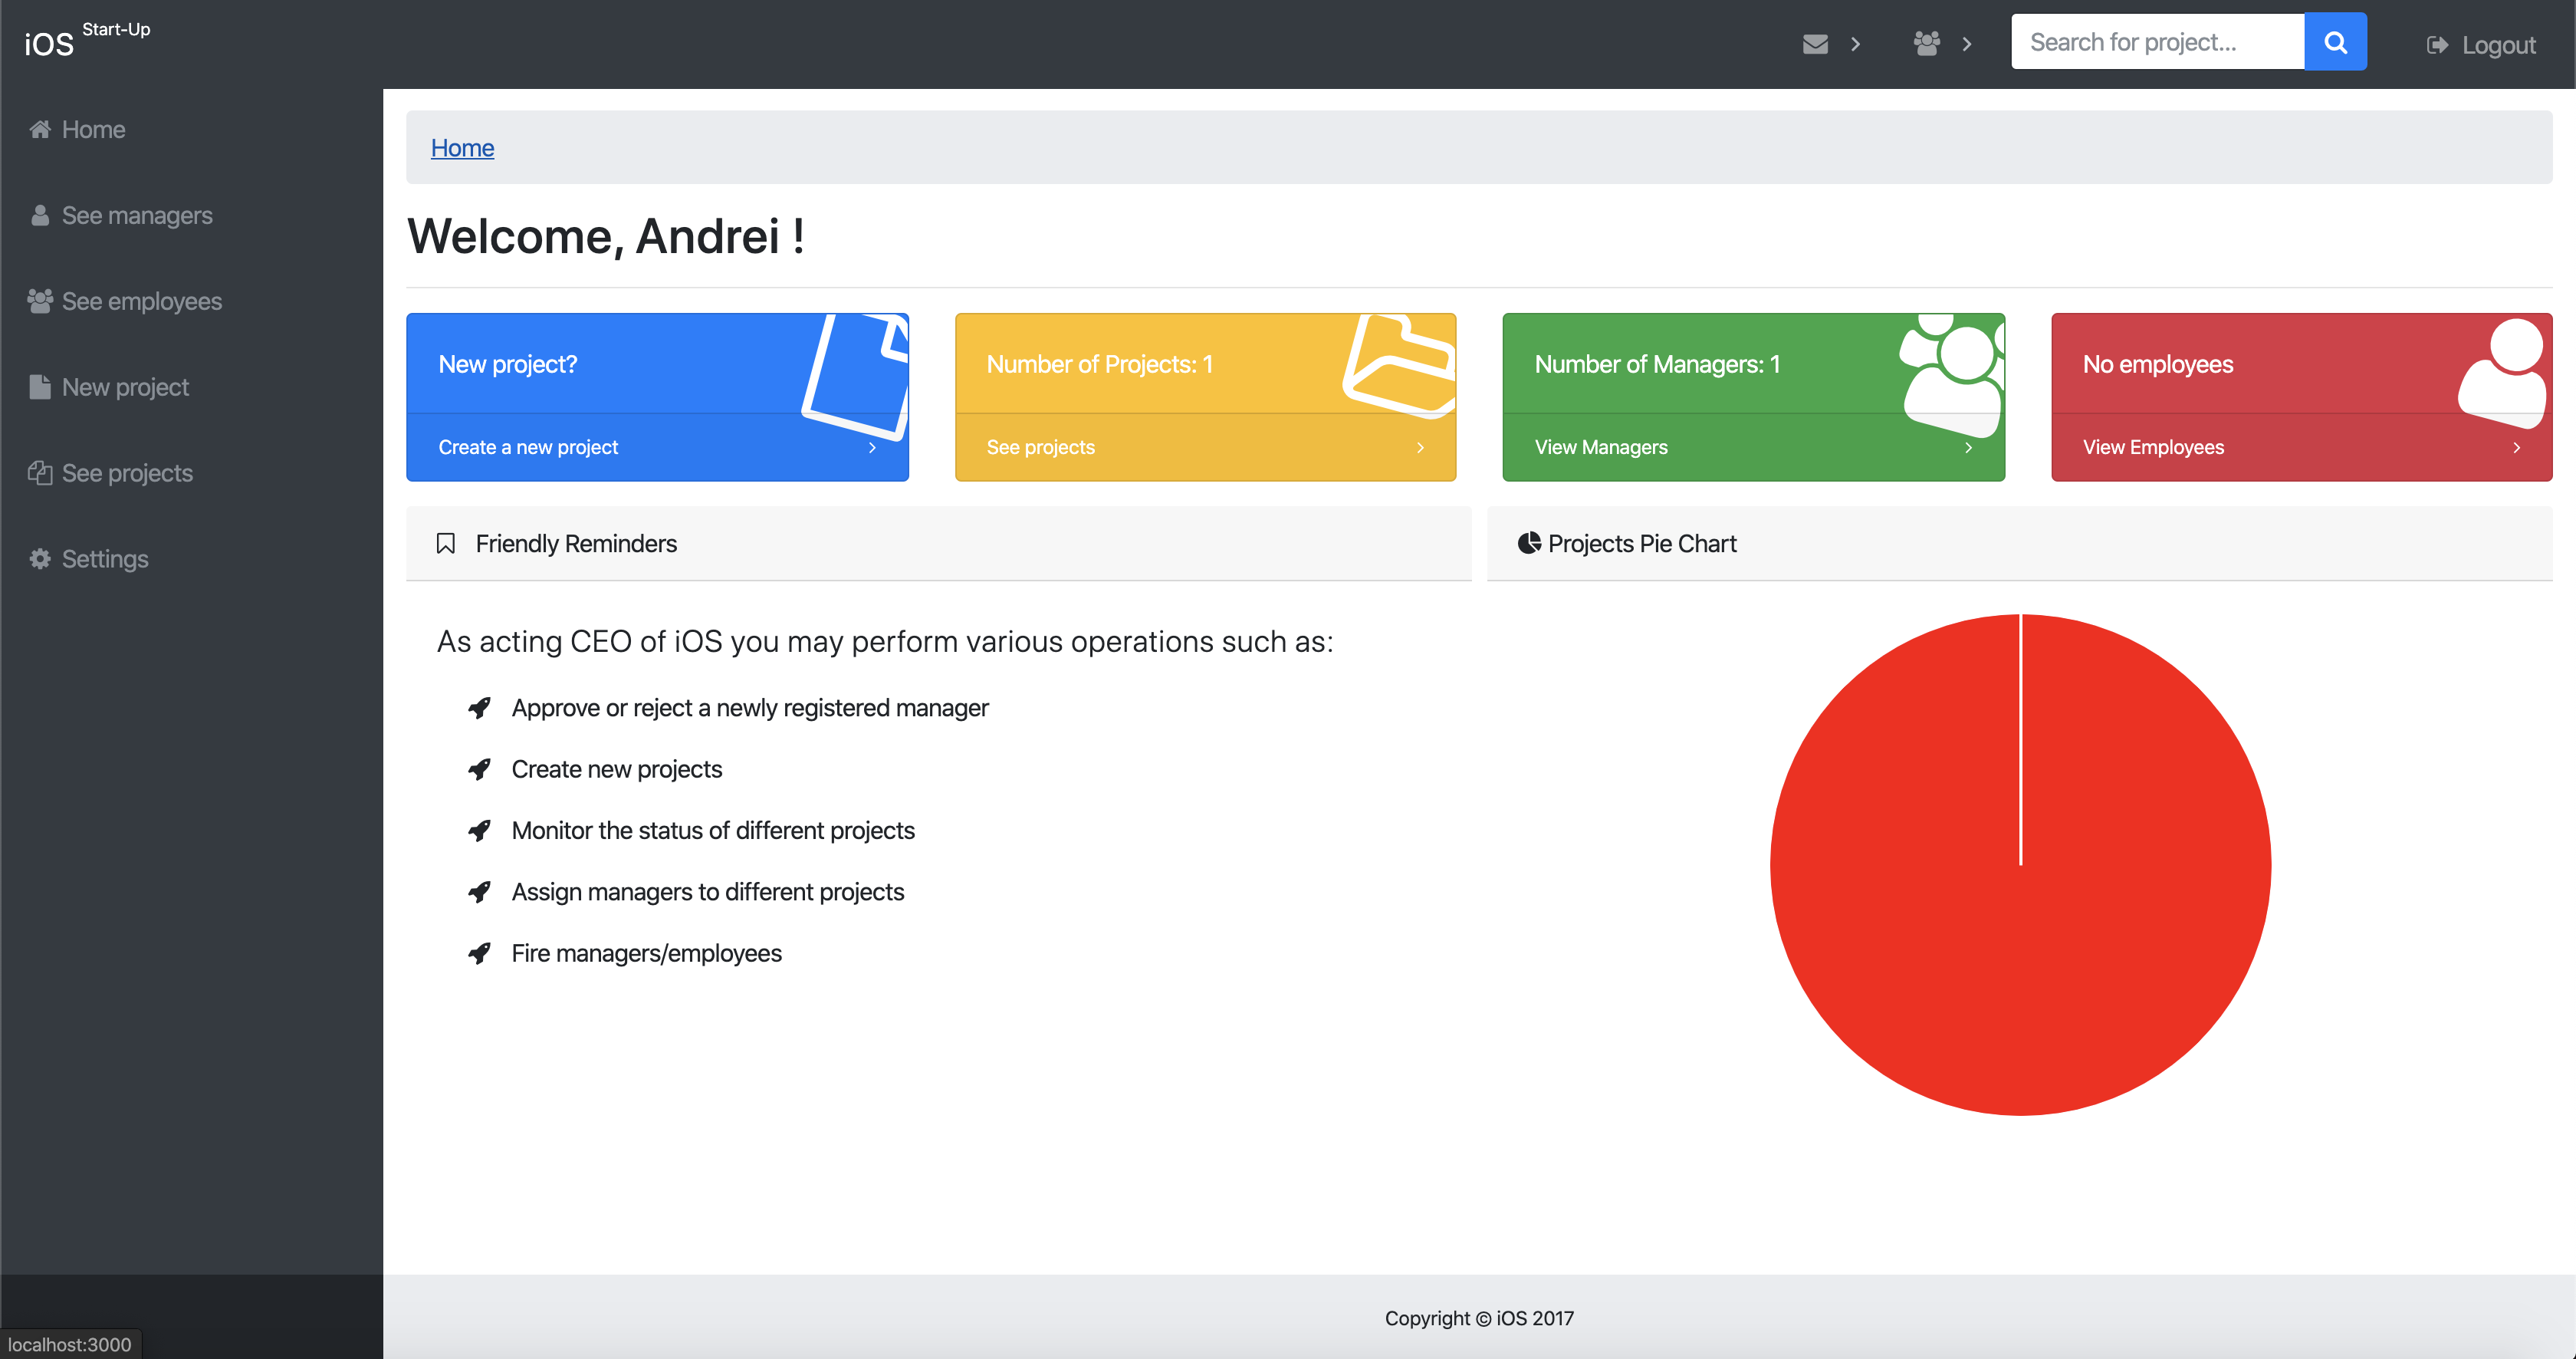 iOS Start-Up
Search for project...
Logout
Home
See managers
See employees
New project
See projects
Settings
Home
Welcome, Andrei !
New project?
Create a new project
Number of Projects: 1
See projects
Number of Managers: 1
View Managers
No employees
View Employees
Friendly Reminders
As acting CEO of iOS you may perform various operations such as:
Approve or reject a newly registered manager
Create new projects
Monitor the status of different projects
Assign managers to different projects
Fire managers/employees
Projects Pie Chart
Copyright © iOS 2017
localhost:3000